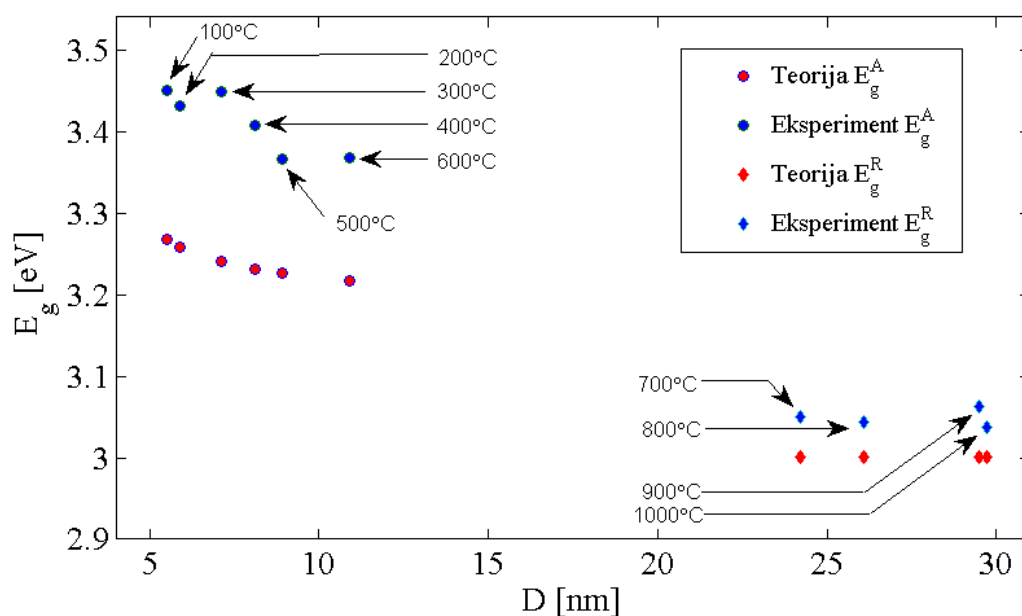 3.5
3.4
3.3
3.2
3.1
3
2.9
E_g [eV]
5 10 15 20 25 30
D [nm]
100°C
200°C
300°C
400°C
600°C
500°C
700°C
800°C
900°C
1000°C
Teorija E_g^A
Eksperiment E_g^A
Teorija E_g^R
Eksperiment E_g^R